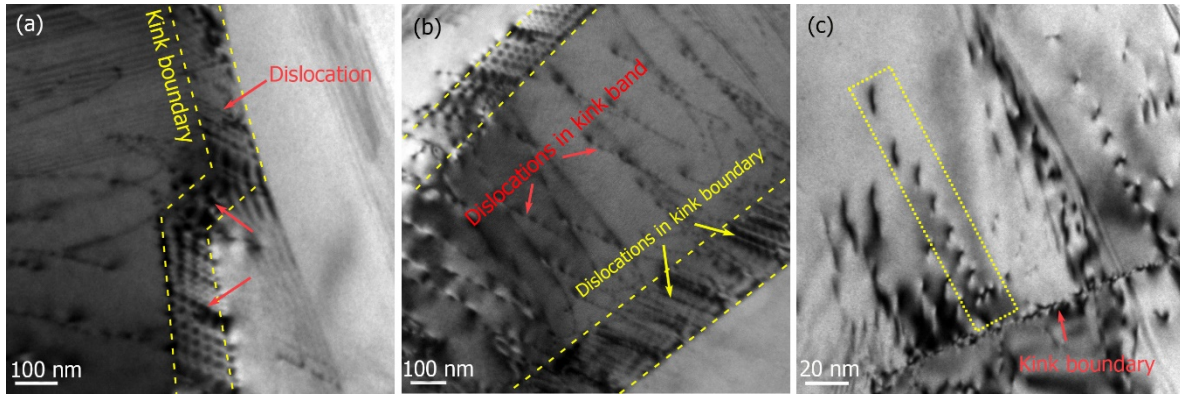 (a)
Kink boundary
Dislocation
100 nm
(b)
Dislocations in kink band
Dislocations in kink boundary
100 nm
(c)
Kink boundary
20 nm